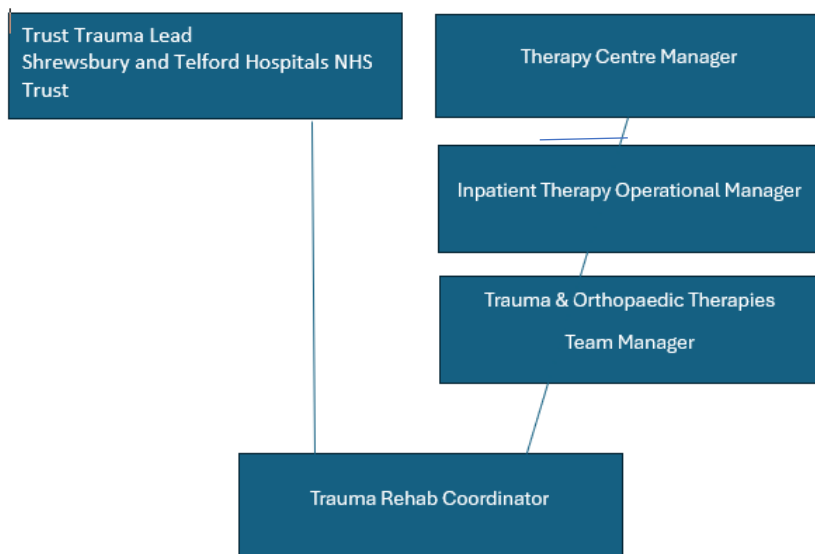 Trust Trauma Lead
Shrewsbury and Telford Hospitals NHS
Trust
Therapy Centre Manager
Inpatient Therapy Operational Manager
Trauma & Orthopaedic Therapies
Team Manager
Trauma Rehab Coordinator